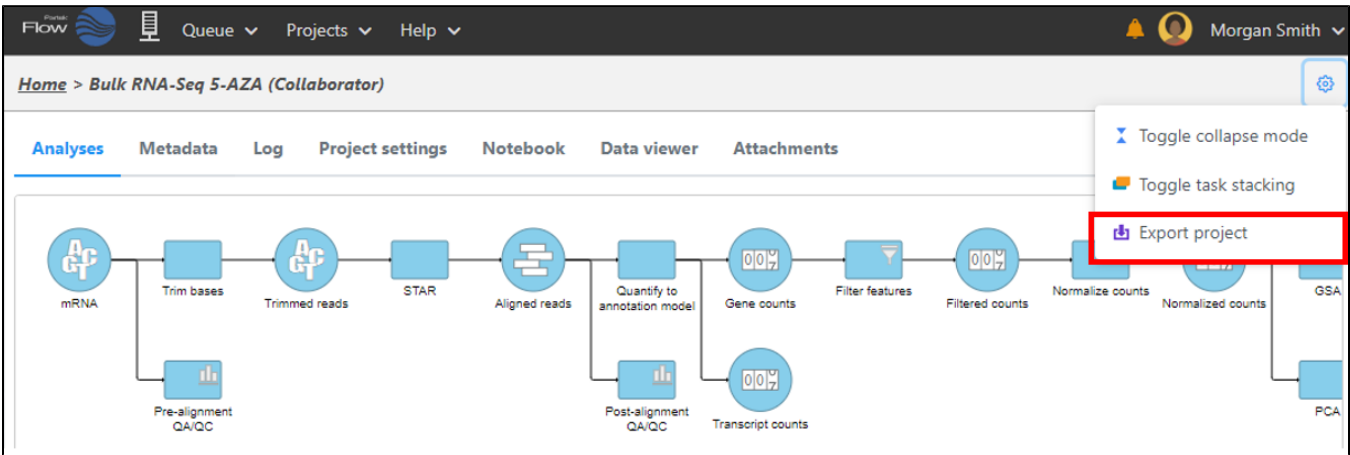 Partek
Flow
Queue Projects Help Morgan Smith
Home > Bulk RNA-Seq 5-AZA (Collaborator)
Analyses Metadata Log Project settings Notebook Data viewer Attachments
Toggle collapse mode
Toggle task stacking
Export project
mRNA Trim bases Trimmed reads STAR Aligned reads Quantify to
annotation model Gene counts Filter features Filtered counts Normalize counts Normalized counts GSA
Pre-alignment
QA/QC Post-alignment
QA/QC Transcript counts PCA